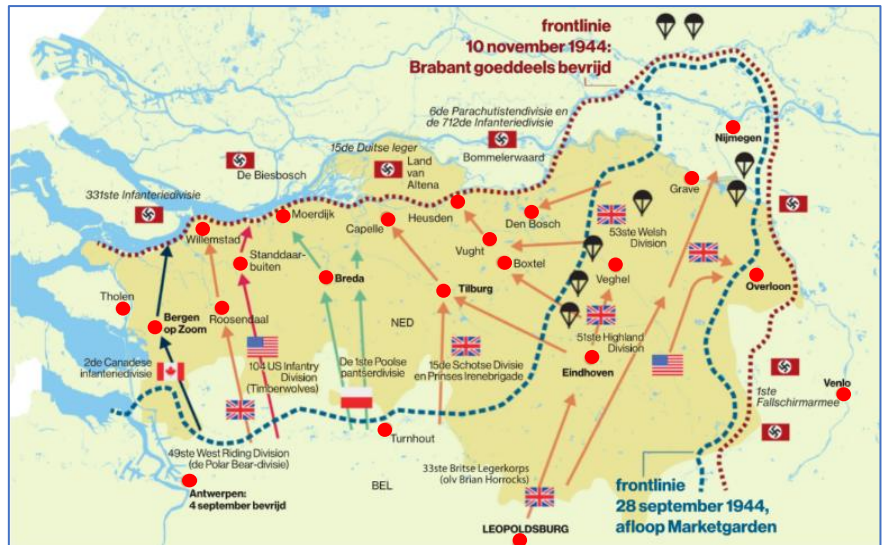 frontlinie
10 november 1944:
Brabant goeddeels bevrijd
6de Parachutistendivisie en
de 712de Infanteriedivisie
15de Duitse leger
Bommelerwaard
Nijmegen
De Biesbosch
Land
van
Altena
331ste Infanteriedivisie
Grave
Moerdijk
Heusden
Willemstad
Capelle
Den Bosch
53ste Welsh
Division
Vught
Standdaar-
buiten
Boxtel
Veghel
Breda
Tilburg
Overloon
Tholen
Bergen
op Zoom
Roosendaal
NED
51ste Highland
Division
2de Canadese
infanteriedivisie
104 US Infantry
Division
(Timberwolves)
De 1ste Poolse
pantserdivisie
15de Schotse Divisie
en Prinses Irenebrigade
Eindhoven
Venlo
1ste
Fallschirmarmee
Turnhout
49ste West Riding Division
(de Polar Bear-divisie)
33ste Britse Legerkorps
(olv Brian Horrocks)
BEL
Antwerpen:
4 september bevrijd
frontlinie
28 september 1944,
afloop Marketgarden
LEOPOLDSBURG